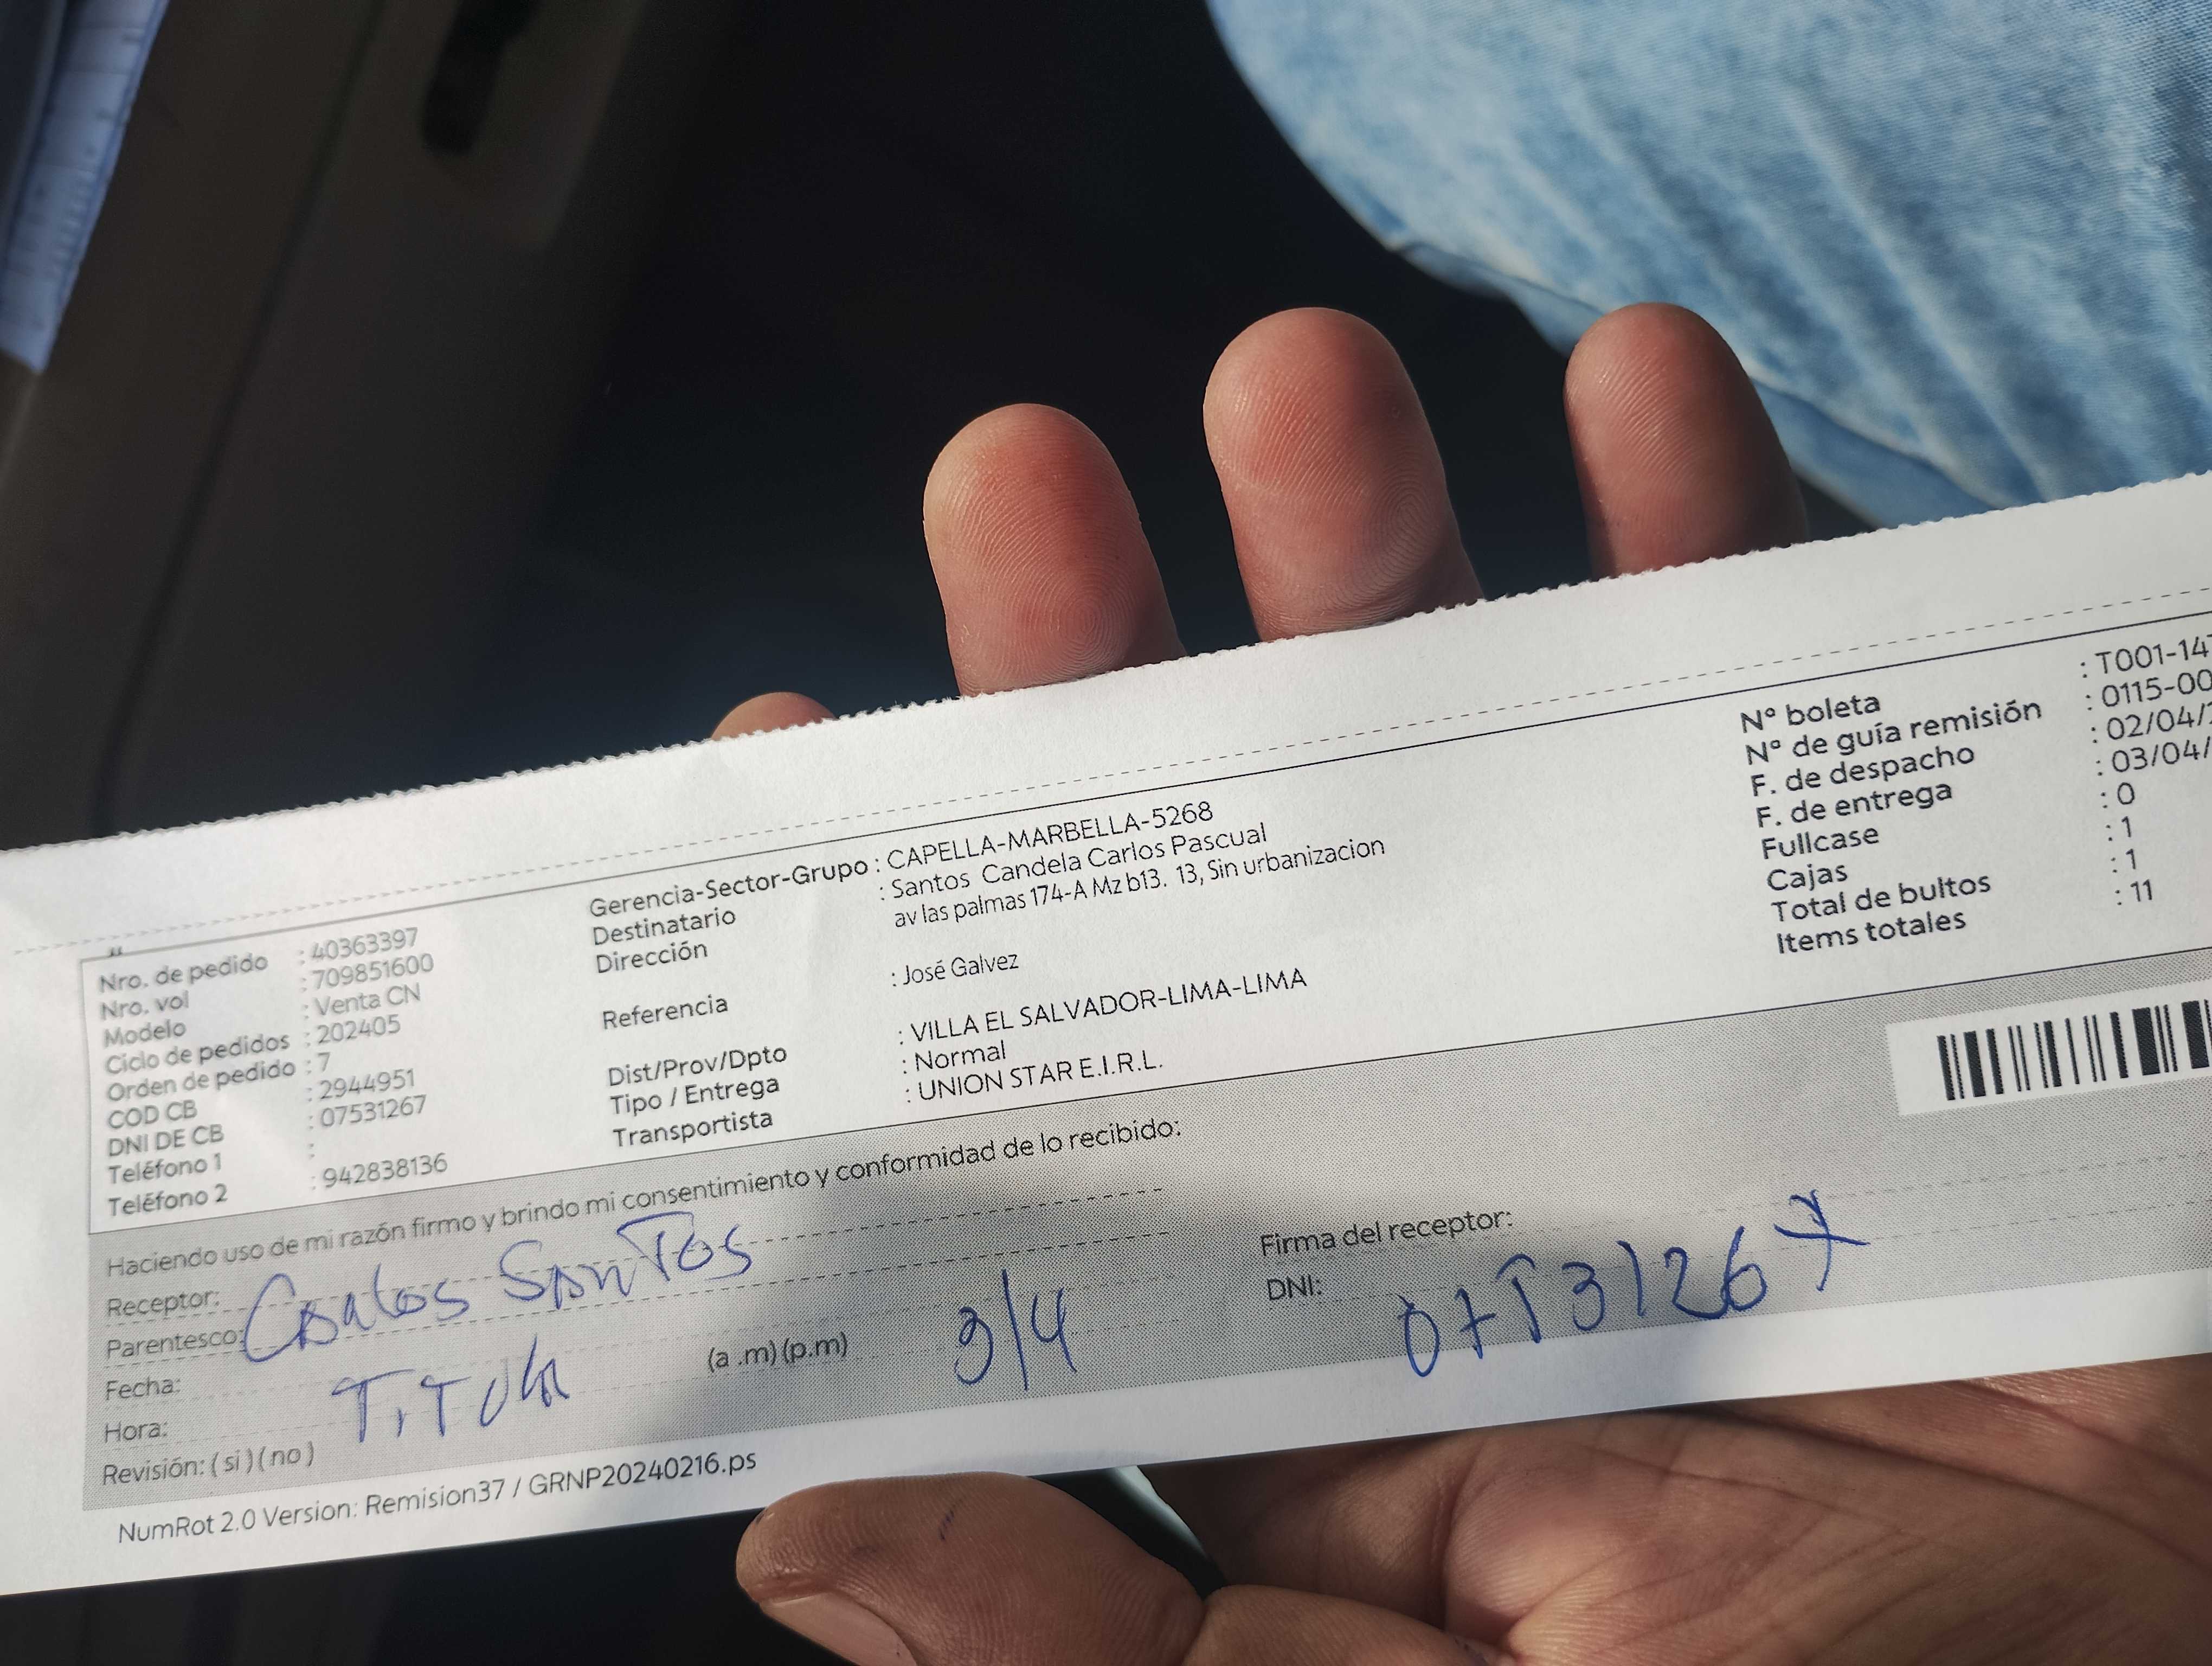 Nro. de pedido : 40363397
Nro. vol : 709851600
Modelo : Venta CN
Ciclo de pedidos : 202405
Orden de pedido : 7
COD CB : 2944951
DNI DE CB : 07531267
Teléfono 1 :
Teléfono 2 : 942838136
Gerencia-Sector-Grupo : CAPELLA-MARBELLA-5268
Destinatario : Santos Candela Carlos Pascual
Dirección av las palmas 174-A Mz b13. 13, Sin urbanizacion
Referencia : José Galvez
Dist/Prov/Dpto : VILLA EL SALVADOR-LIMA-LIMA
Tipo / Entrega : Normal
Transportista : UNION STAR E.I.R.L.
N° boleta : T001-14
N° de guía remisión : 0115-00
F. de despacho : 02/04/
F. de entrega : 03/04/
Fullcase : 0
Cajas : 1
Total de bultos : 1
Items totales : 11
Haciendo uso de mi razón firmo y brindo mi consentimiento y conformidad de lo recibido:
Receptor: Carlos Santos
Parentesco:
Fecha: Titular
Hora: (a .m) (p.m) 3/4
Revisión: ( si ) ( no )
Firma del receptor:
DNI: 07531267
NumRot 2.0 Version: Remision37 / GRNP20240216.ps